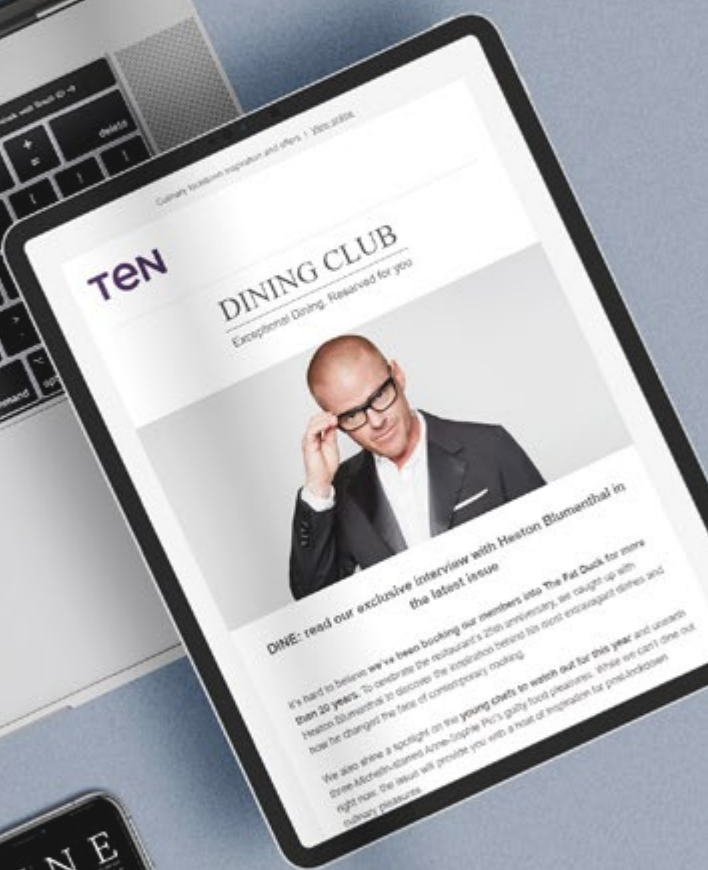 delete
+
=
command
Culinary lockdown inspiration and offers | View online
TEN
DINING CLUB
Exceptional Dining. Reserved for you
DINE: read our exclusive interview with Heston Blumenthal in
the latest issue
It's hard to believe we've been booking our members into The Fat Duck for more
than 20 years. To celebrate the restaurant's 25th anniversary, we caught up with
Heston Blumenthal to discover the inspiration behind his most extravagant dishes and
how he changed the face of contemporary cooking.
We also shine a spotlight on the young chefs to watch out for this year and unearth
three-Michelin-starred Anne-Sophie Pic's guilty food pleasures. While we can't dine out
right now, the issue will provide you with a host of inspiration for post-lockdown
culinary pleasures
N E